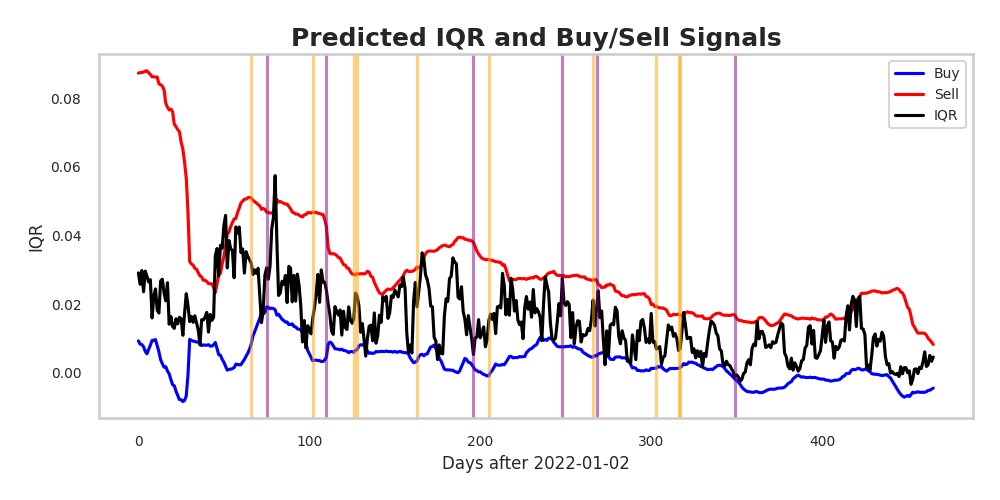 Predicted IQR and Buy/Sell Signals
Buy
Sell
IQR
0.08
0.06
0.04
0.02
0.00
IQR
0
100
200
300
400
Days after 2022-01-02